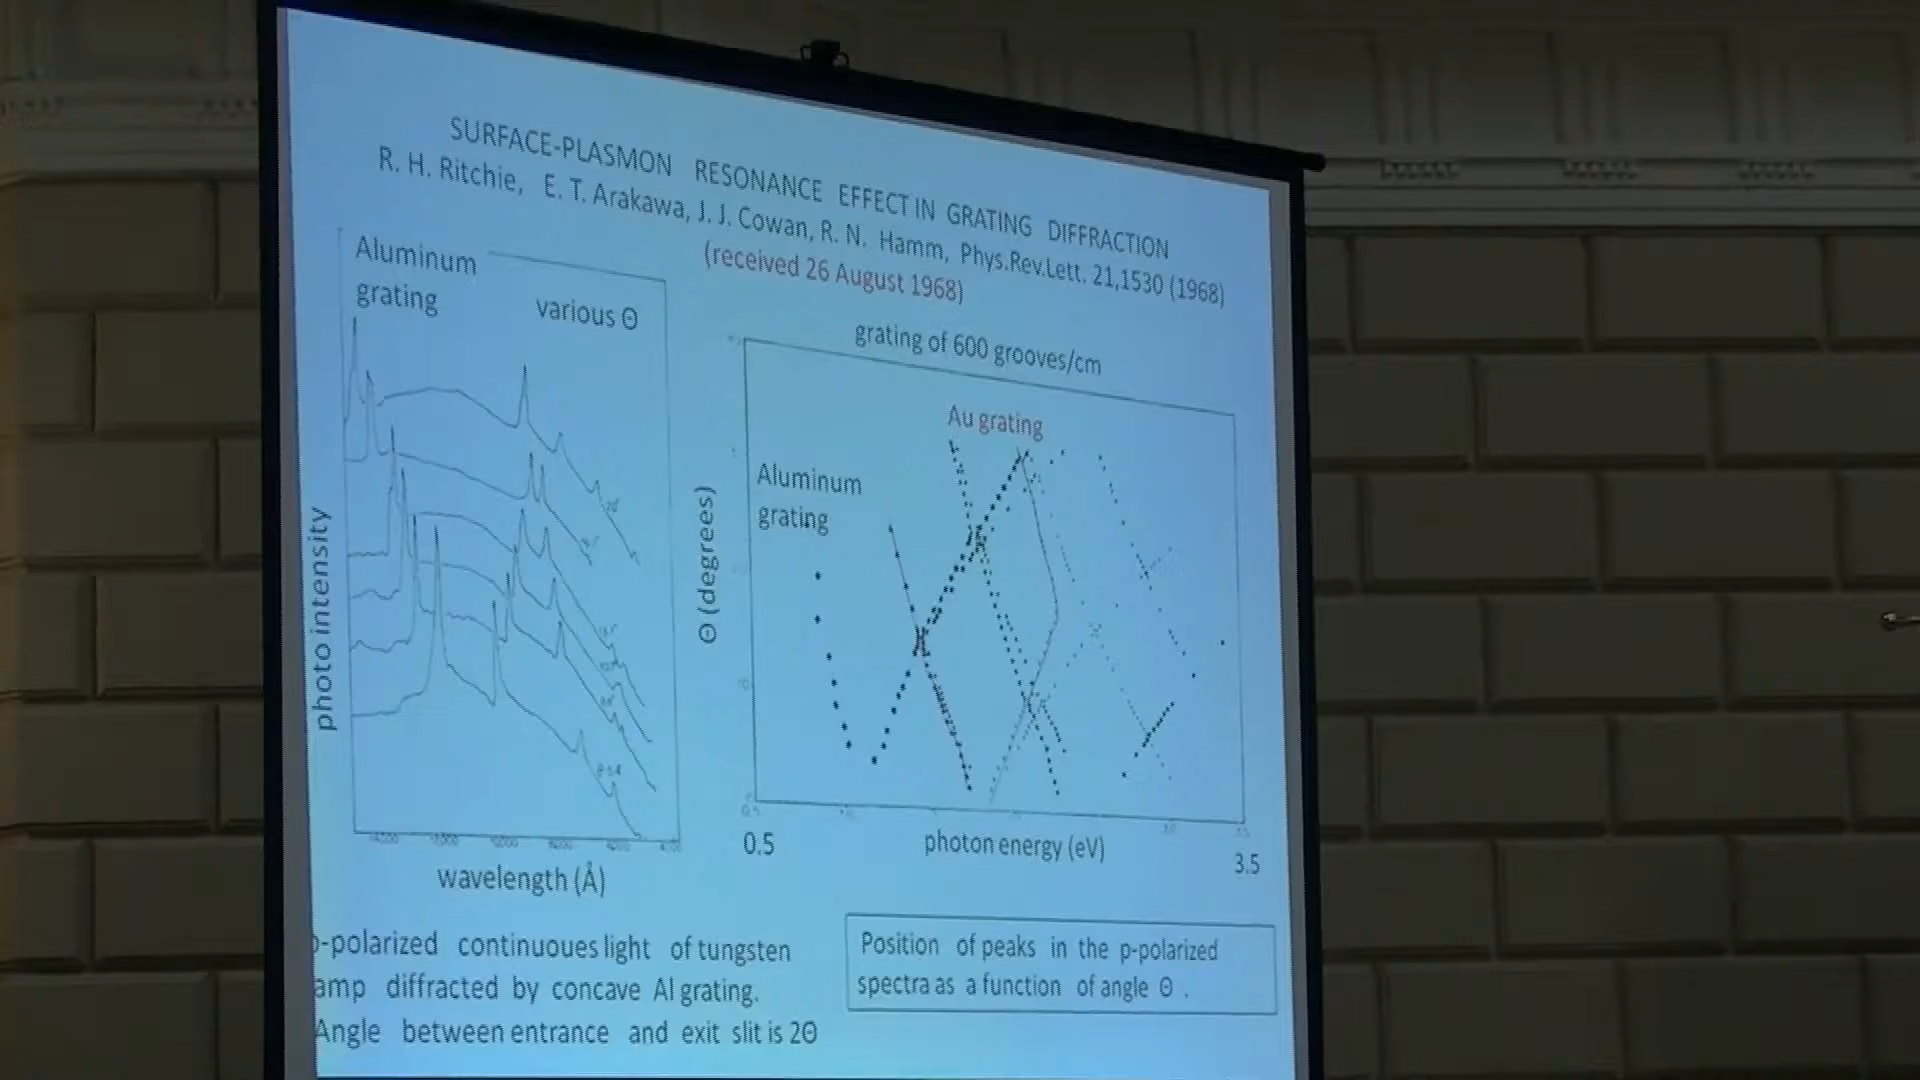 SURFACE-PLASMON RESONANCE EFFECT IN GRATING DIFFRACTION
R. H. Ritchie, E. T. Arakawa, J. J. Cowan, R. N. Hamm, Phys.Rev.Lett. 21,1530 (1968)
(received 26 August 1968)
Aluminum
grating
various Θ
photo intensity
wavelength (Å)
grating of 600 grooves/cm
Au grating
Aluminum
grating
Θ (degrees)
0.5
photon energy (eV)
3.5
-polarized continuoues light of tungsten
amp diffracted by concave Al grating.
Angle between entrance and exit slit is 2Θ
Position of peaks in the p-polarized
spectra as a function of angle Θ .